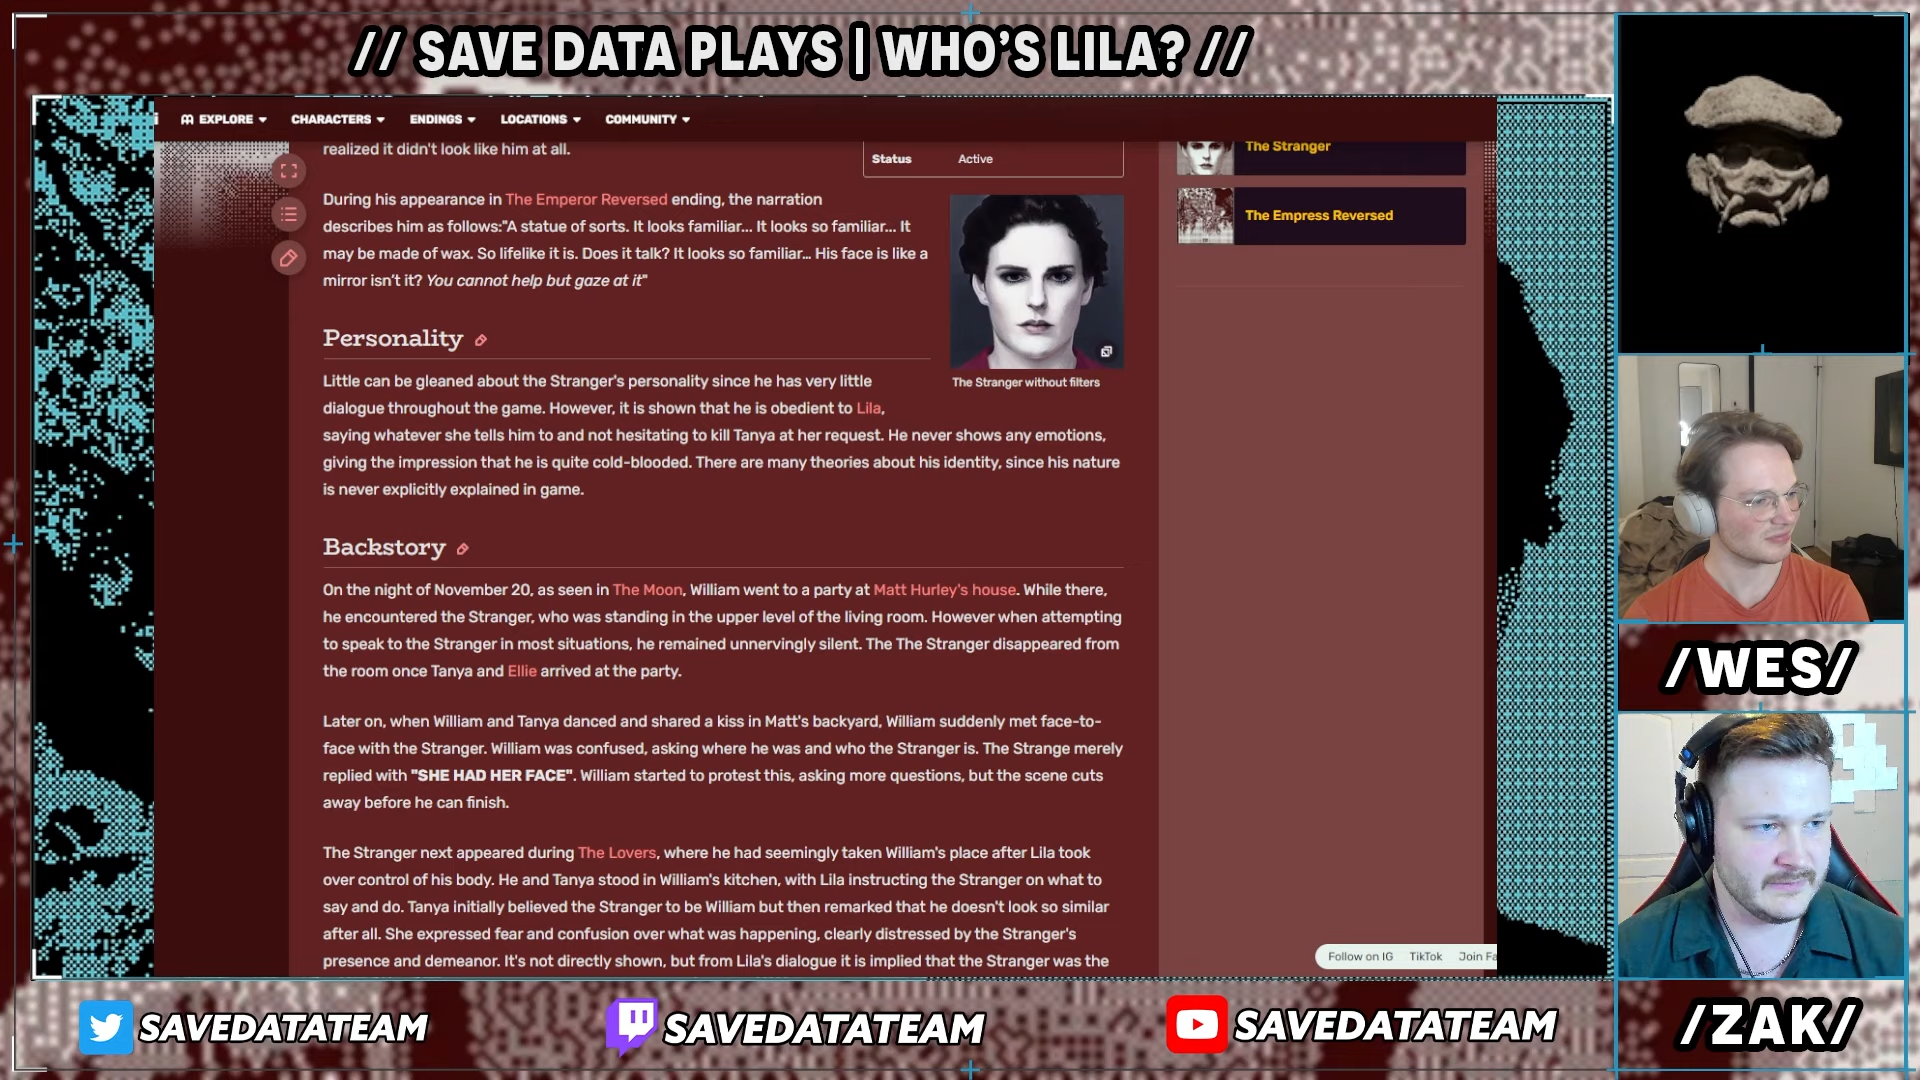 // SAVE DATA PLAYS | WHO'S LILA? //
EXPLORE
CHARACTERS
ENDINGS
LOCATIONS
COMMUNITY
realized it didn't look like him at all.
Status Active
During his appearance in The Emperor Reversed ending, the narration
describes him as follows:"A statue of sorts. It looks familiar... It looks so familiar... It
may be made of wax. So lifelike it is. Does it talk? It looks so familiar... His face is like a
mirror isn't it? You cannot help but gaze at it"
The Stranger without filters
Personality
Little can be gleaned about the Stranger's personality since he has very little
dialogue throughout the game. However, it is shown that he is obedient to Lila,
saying whatever she tells him to and not hesitating to kill Tanya at her request. He never shows any emotions,
giving the impression that he is quite cold-blooded. There are many theories about his identity, since his nature
is never explicitly explained in game.
Backstory
On the night of November 20, as seen in The Moon, William went to a party at Matt Hurley's house. While there,
he encountered the Stranger, who was standing in the upper level of the living room. However when attempting
to speak to the Stranger in most situations, he remained unnervingly silent. The The Stranger disappeared from
the room once Tanya and Ellie arrived at the party.
Later on, when William and Tanya danced and shared a kiss in Matt's backyard, William suddenly met face-to-
face with the Stranger. William was confused, asking where he was and who the Stranger is. The Strange merely
replied with "SHE HAD HER FACE". William started to protest this, asking more questions, but the scene cuts
away before he can finish.
The Stranger next appeared during The Lovers, where he had seemingly taken William's place after Lila took
over control of his body. He and Tanya stood in William's kitchen, with Lila instructing the Stranger on what to
say and do. Tanya initially believed the Stranger to be William but then remarked that he doesn't look so similar
after all. She expressed fear and confusion over what was happening, clearly distressed by the Stranger's
presence and demeanor. It's not directly shown, but from Lila's dialogue it is implied that the Stranger was the
The Stranger
The Empress Reversed
Follow on IG
TikTok
Join Fa
/WES/
/ZAK/
SAVEDATATEAM
SAVEDATATEAM
SAVEDATATEAM